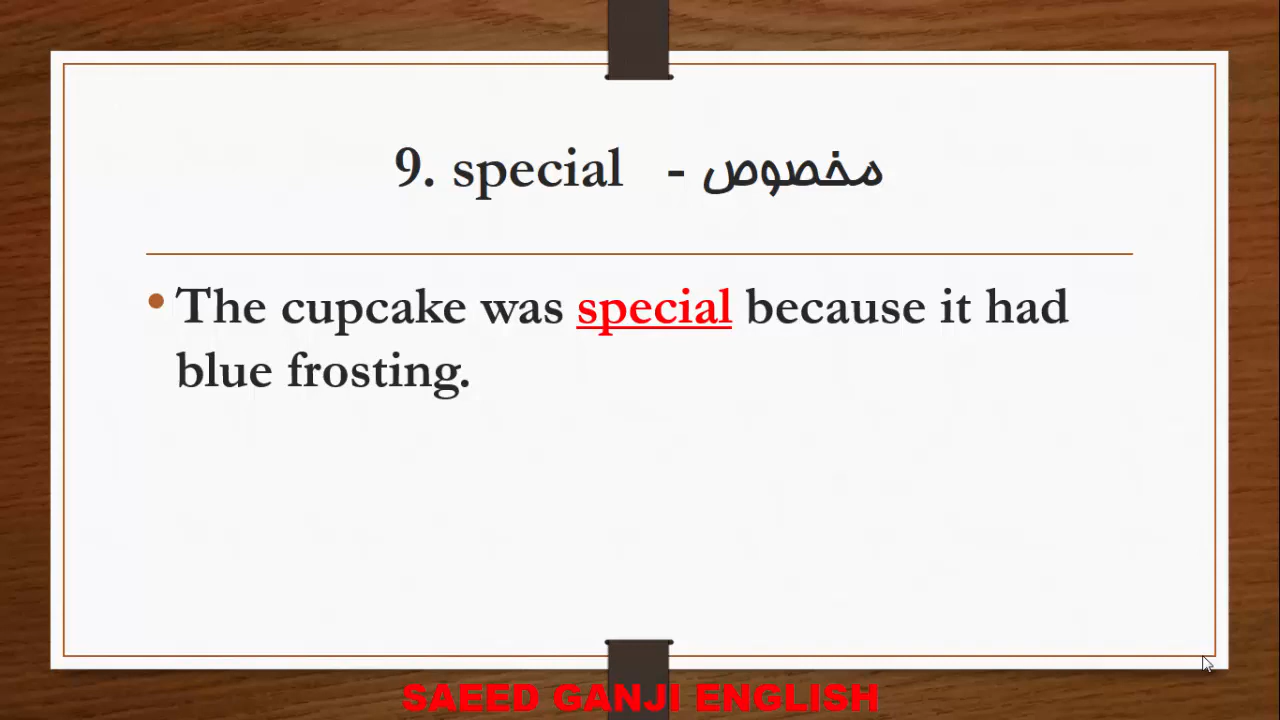 9. special - مخصوص
• The cupcake was special because it had
blue frosting.
SAEED GANJI ENGLISH